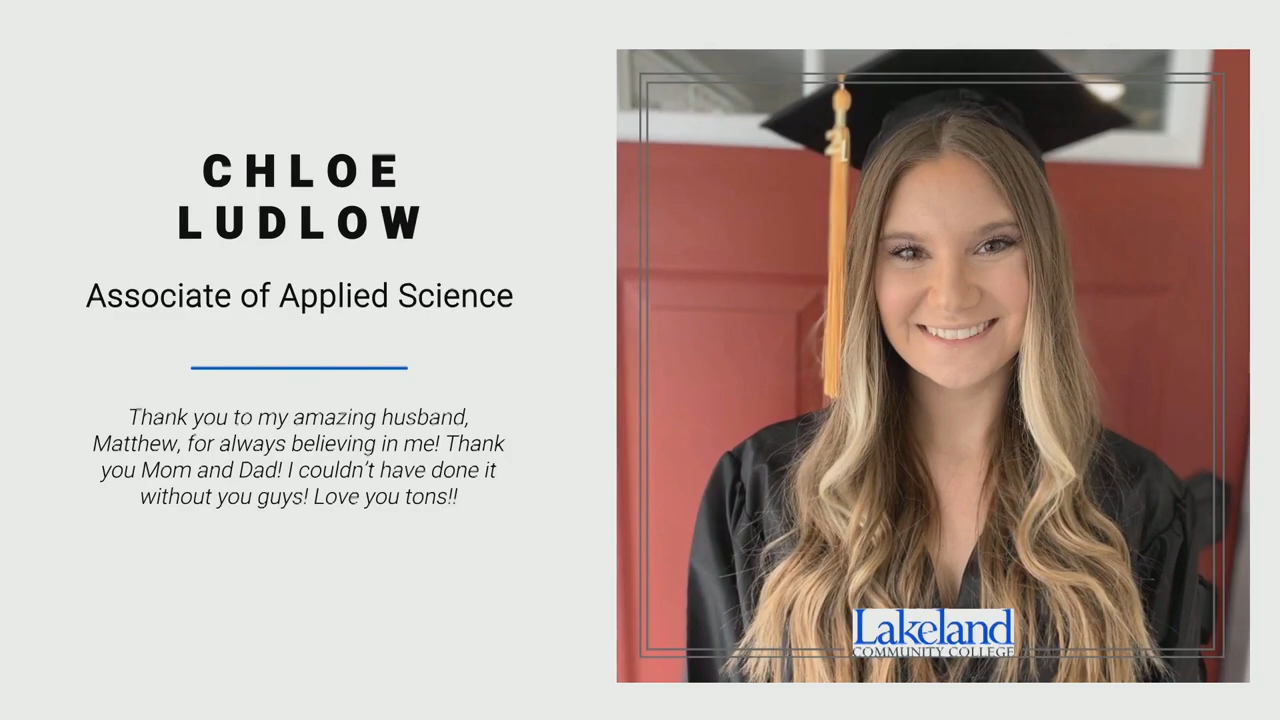 CHLOE
LUDLOW
Associate of Applied Science
Thank you to my amazing husband,
Matthew, for always believing in me! Thank
you Mom and Dad! I couldn't have done it
without you guys! Love you tons!!
21
Lakeland
COMMUNITY COLLEGE